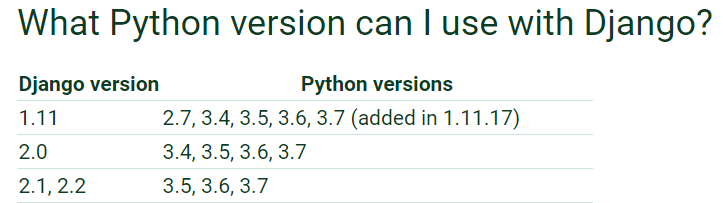 What Python version can I use with Django?
Django version Python versions
1.11 2.7, 3.4, 3.5, 3.6, 3.7 (added in 1.11.17)
2.0 3.4, 3.5, 3.6, 3.7
2.1, 2.2 3.5, 3.6, 3.7